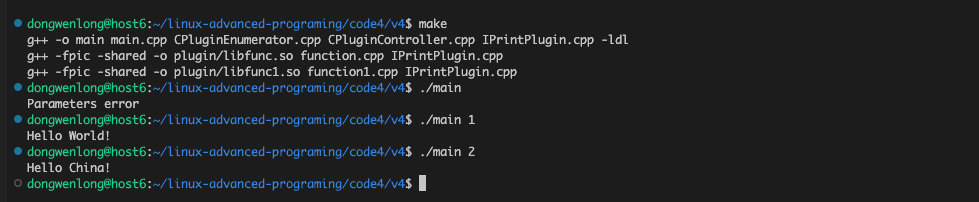 dongwenlong@host6:~/linux-advanced-programing/code4/v4$ make
g++ -o main main.cpp CPluginEnumerator.cpp CPluginController.cpp IPrintPlugin.cpp -ldl
g++ -fpic -shared -o plugin/libfunc.so function.cpp IPrintPlugin.cpp
g++ -fpic -shared -o plugin/libfunc1.so function1.cpp IPrintPlugin.cpp
dongwenlong@host6:~/linux-advanced-programing/code4/v4$ ./main
Parameters error
dongwenlong@host6:~/linux-advanced-programing/code4/v4$ ./main 1
Hello World!
dongwenlong@host6:~/linux-advanced-programing/code4/v4$ ./main 2
Hello China!
dongwenlong@host6:~/linux-advanced-programing/code4/v4$